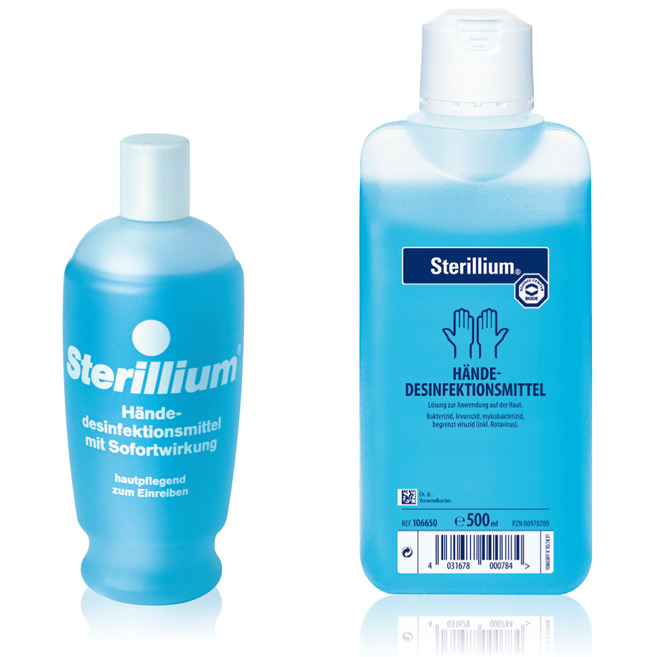 Sterillium®
Hände-
desinfektionsmittel
mit Sofortwirkung
hautpflegend
zum Einreiben
Sterillium®
BODE
HÄNDE-
DESINFEKTIONSMITTEL
Lösung zur Anwendung auf der Haut.
Bakterizid, levurozid, mykobakterizid,
begrenzt viruzid (inkl. Rotavirus).
Ch.-B.:
Verwendbar bis:
REF 106650 ℮ 500 ml PZN 00970709
4 031678 000784 >